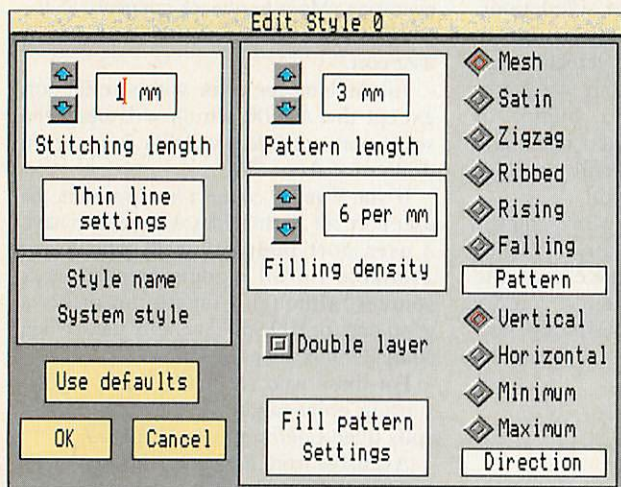 Edit Style 0
1 mm
Stitching length
Thin line
settings
Style name
System style
Use defaults
OK
Cancel
3 mm
Pattern length
6 per mm
Filling density
Double layer
Fill pattern
Settings
Mesh
Satin
Zigzag
Ribbed
Rising
Falling
Pattern
Vertical
Horizontal
Minimum
Maximum
Direction